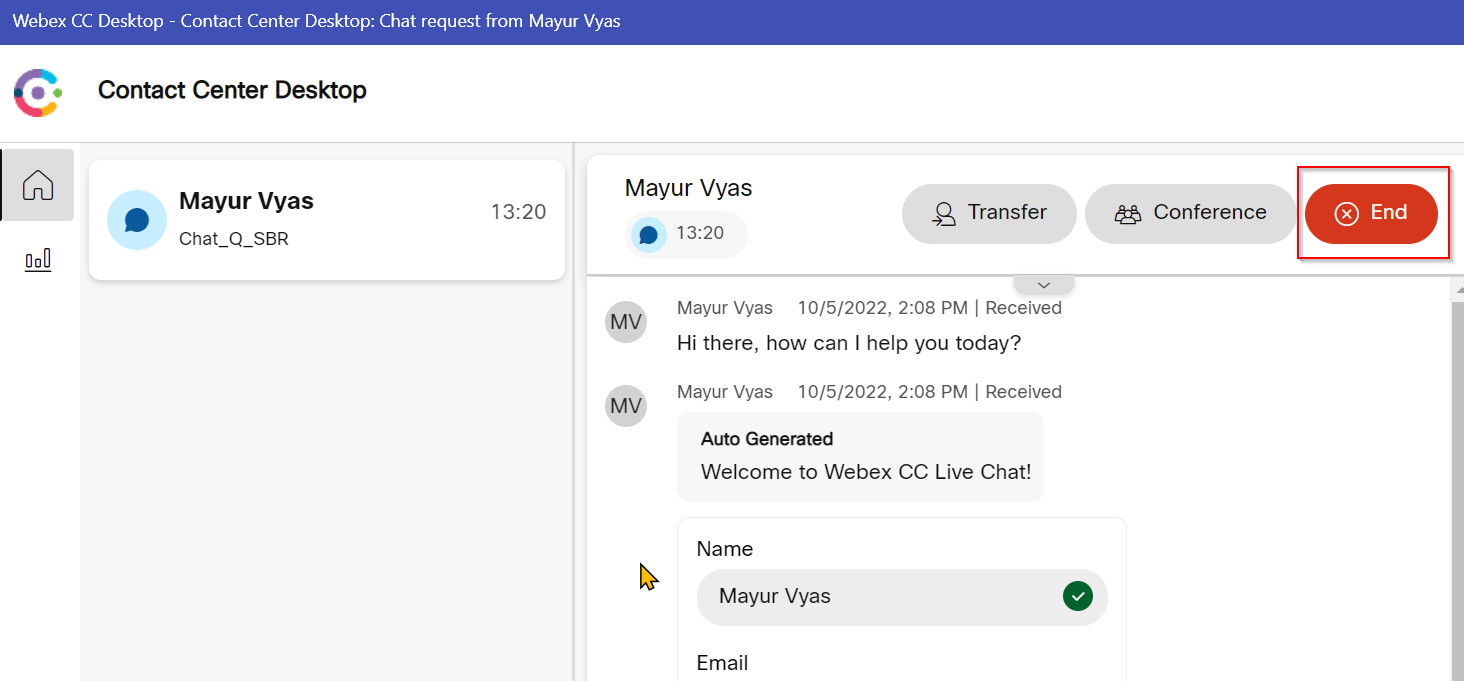 Webex CC Desktop - Contact Center Desktop: Chat request from Mayur Vyas
Contact Center Desktop
Mayur Vyas
Chat_Q_SBR
13:20
Mayur Vyas
13:20
Transfer
Conference
End
MV
Mayur Vyas 10/5/2022, 2:08 PM | Received
Hi there, how can I help you today?
MV
Mayur Vyas 10/5/2022, 2:08 PM | Received
Auto Generated
Welcome to Webex CC Live Chat!
Name
Mayur Vyas
Email